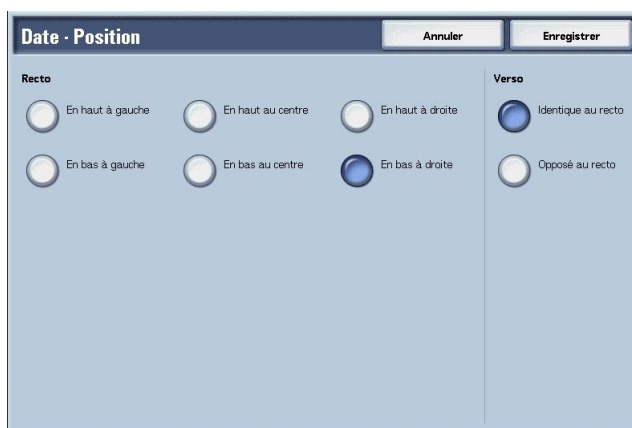 Date - Position
Annuler
Enregistrer
Recto
Verso
En haut à gauche
En haut au centre
En haut à droite
Identique au recto
En bas à gauche
En bas au centre
En bas à droite
Opposé au recto